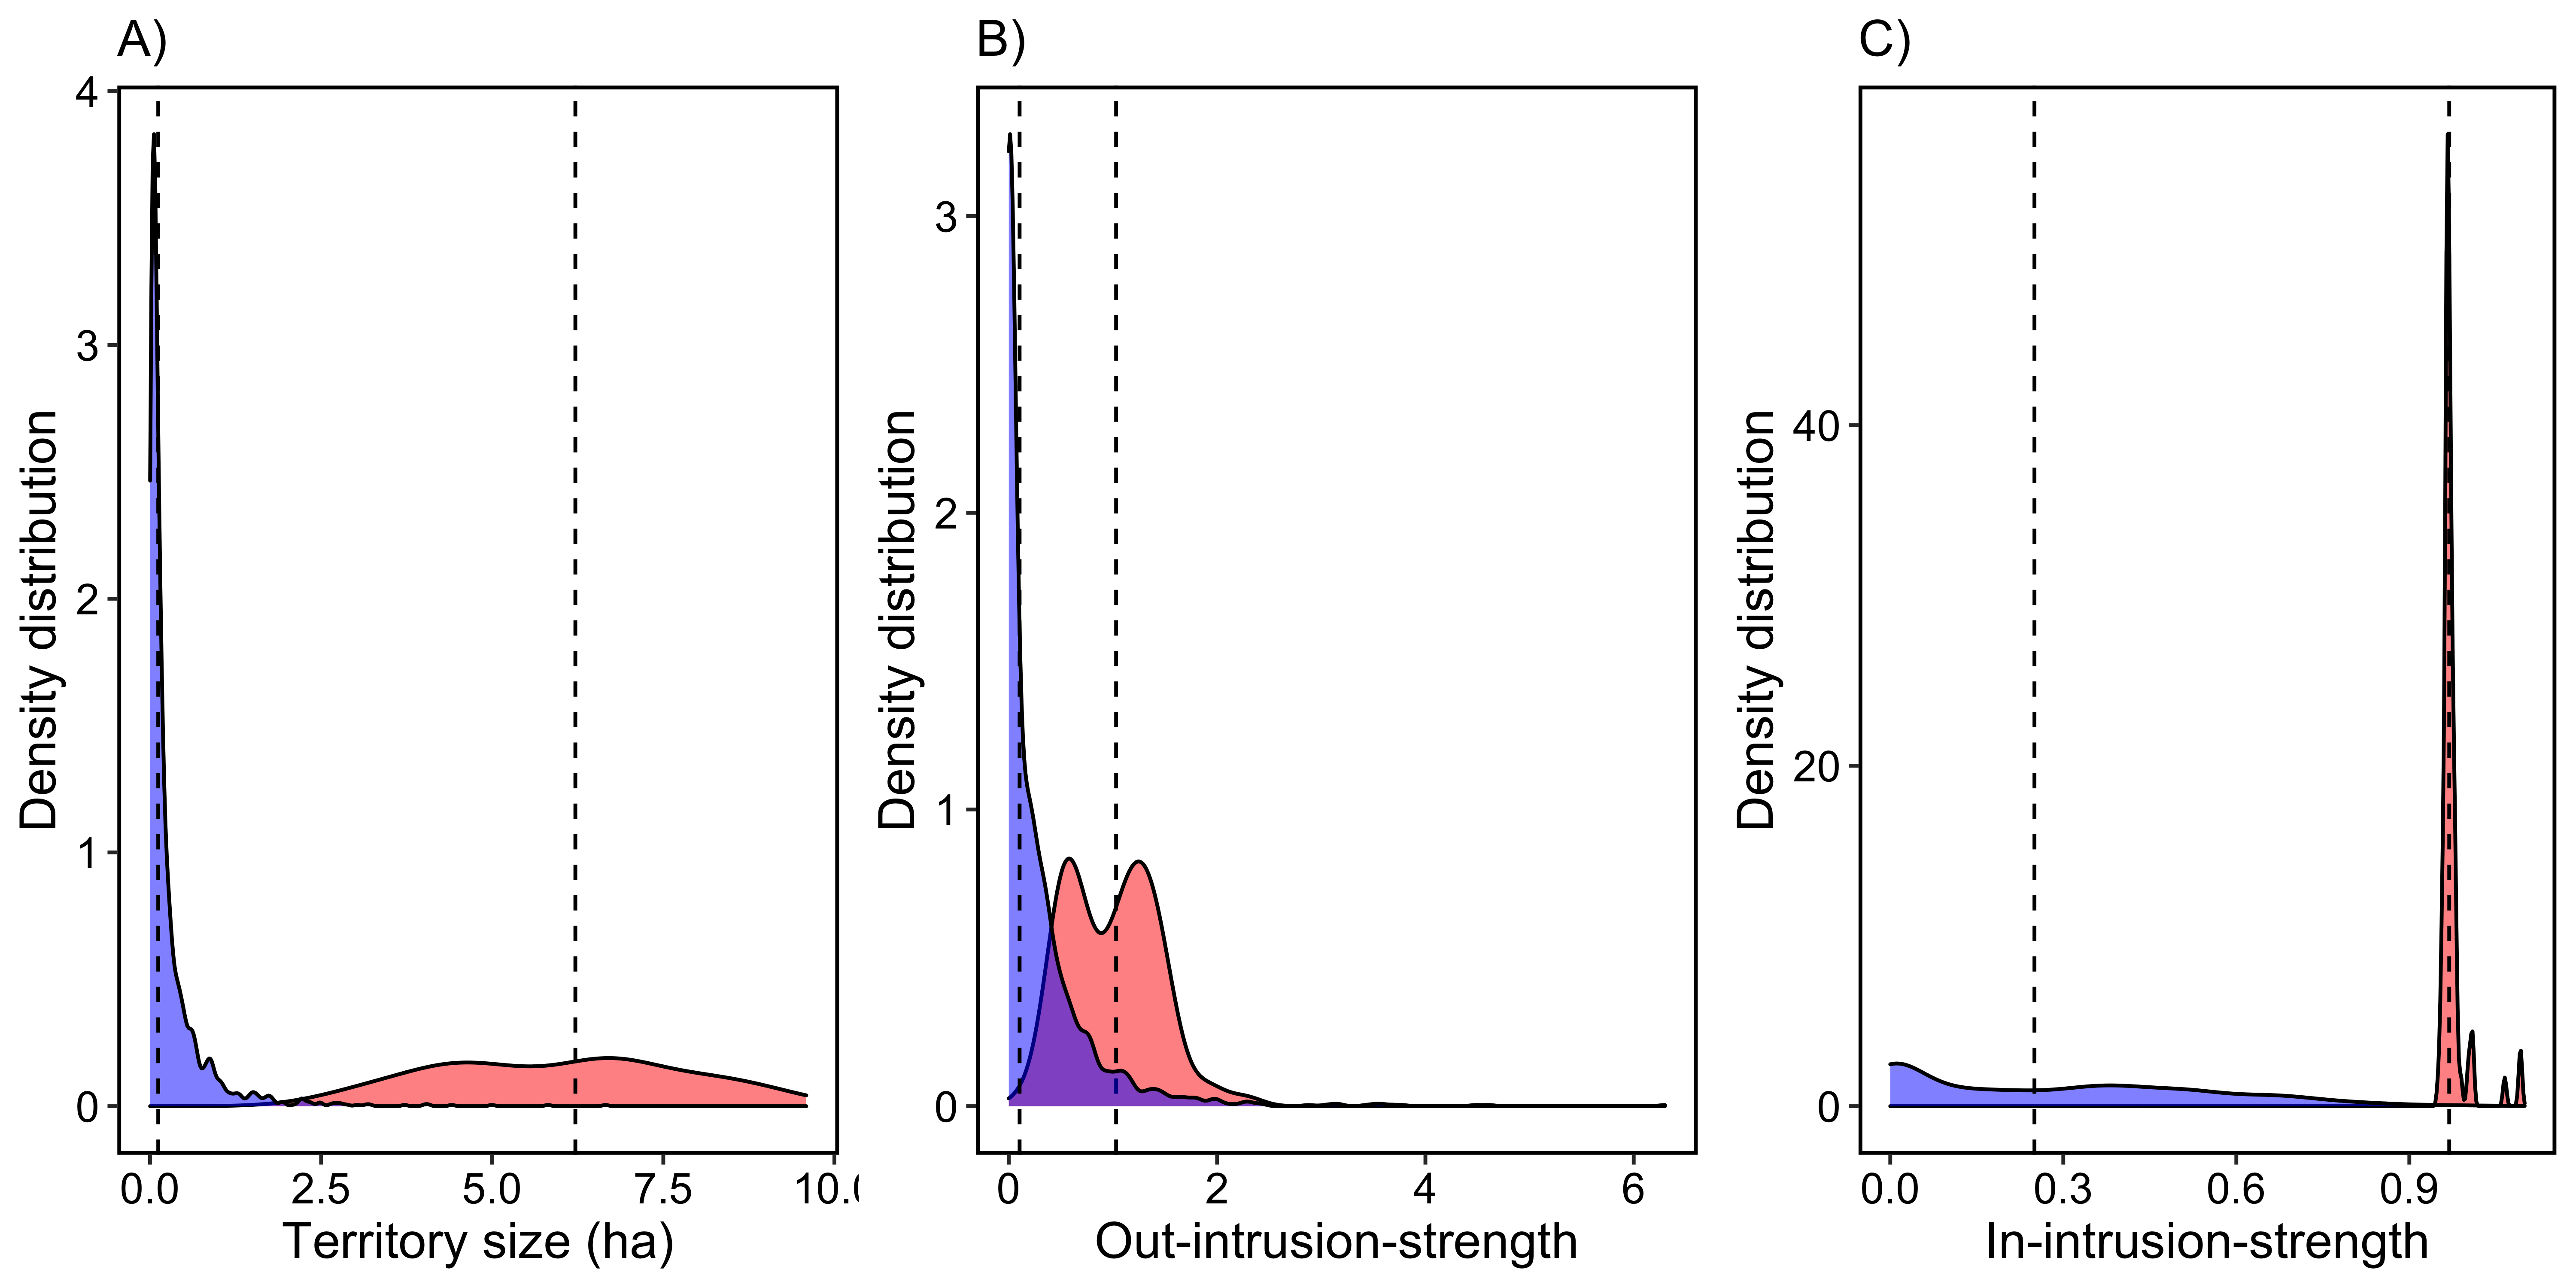 A)
4
3
2
1
0
Density distribution
0.0 2.5 5.0 7.5 10.(
Territory size (ha)
B)
3
2
1
0
Density distribution
0 2 4 6
Out-intrusion-strength
C)
40
20
0
Density distribution
0.0 0.3 0.6 0.9
In-intrusion-strength